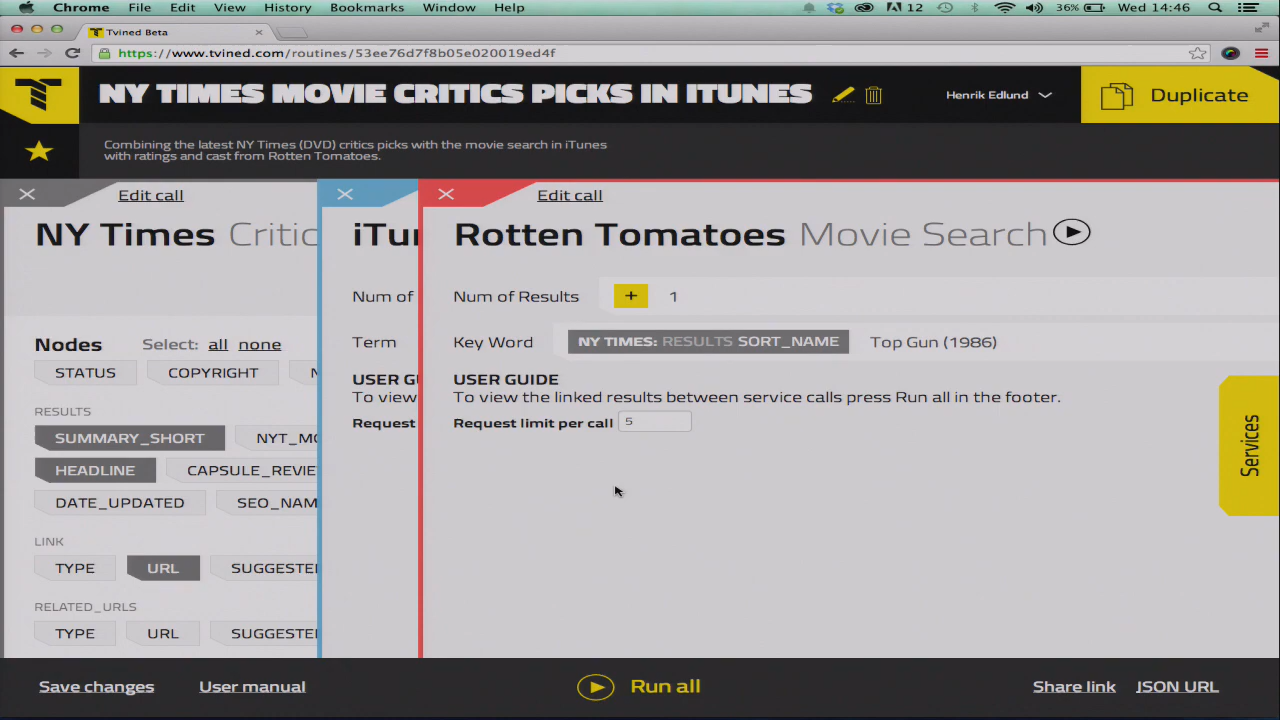 Chrome File Edit View History Bookmarks Window Help 12 36% Wed 14:46
Tvined Beta
https://www.tvined.com/routines/53ee76d7f8b05e020019ed4f
NY TIMES MOVIE CRITICS PICKS IN ITUNES
Henrik Edlund
Duplicate
Combining the latest NY Times (DVD) critics picks with the movie search in iTunes
with ratings and cast from Rotten Tomatoes.
Edit call
NY Times Critic
Nodes Select: all none
STATUS COPYRIGHT N
RESULTS
SUMMARY_SHORT NYT_MO
HEADLINE CAPSULE_REVIE
DATE_UPDATED SEO_NAM
LINK
TYPE URL SUGGESTE
RELATED_URLS
TYPE URL SUGGESTE
iTun
Num of
Term
USER GU
To view
Request
Edit call
Rotten Tomatoes Movie Search
Num of Results + 1
Key Word NY TIMES: RESULTS SORT_NAME Top Gun (1986)
USER GUIDE
To view the linked results between service calls press Run all in the footer.
Request limit per call 5
Services
Save changes User manual Run all Share link JSON URL